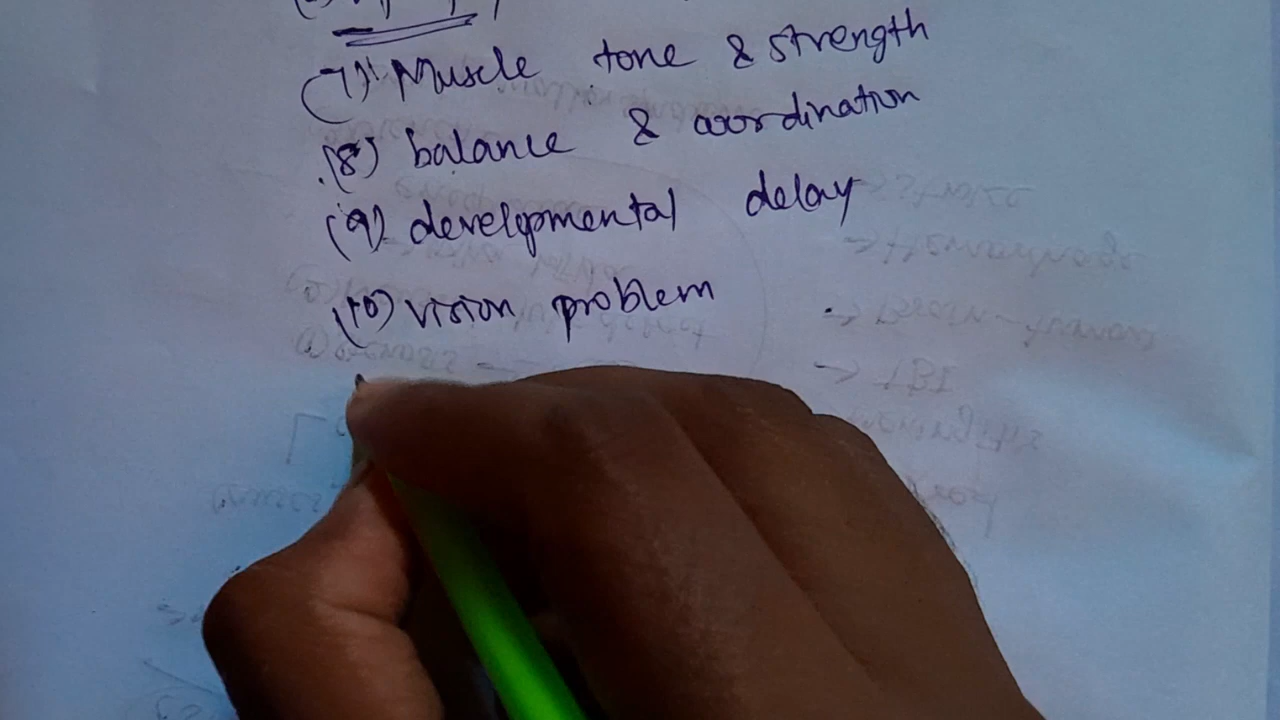 (7) Muscle tone & strength
(8) balance & coordination
(9) developmental delay
(10) vision problem